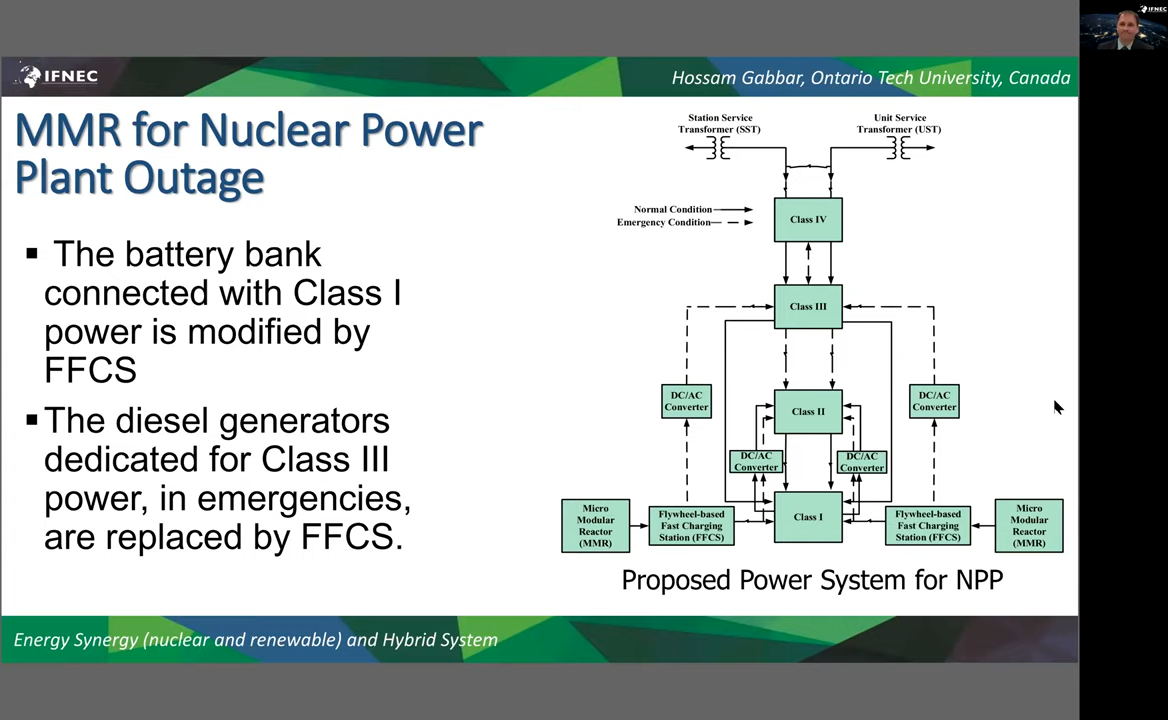 IFNEC
IFNEC
Hossam Gabbar, Ontario Tech University, Canada
MMR for Nuclear Power
Plant Outage
▪ The battery bank
connected with Class I
power is modified by
FFCS
▪ The diesel generators
dedicated for Class III
power, in emergencies,
are replaced by FFCS.
Station Service
Transformer (SST)
Unit Service
Transformer (UST)
Normal Condition
Emergency Condition
Class IV
Class III
DC/AC
Converter
Class II
DC/AC
Converter
DC/AC
Converter
DC/AC
Converter
Micro
Modular
Reactor
(MMR)
Flywheel-based
Fast Charging
Station (FFCS)
Class I
Flywheel-based
Fast Charging
Station (FFCS)
Micro
Modular
Reactor
(MMR)
Proposed Power System for NPP
Energy Synergy (nuclear and renewable) and Hybrid System